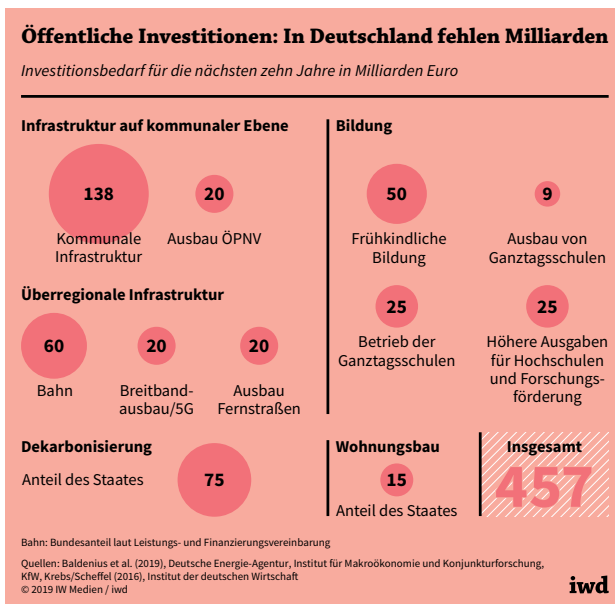 Öffentliche Investitionen: In Deutschland fehlen Milliarden
Investitionsbedarf für die nächsten zehn Jahre in Milliarden Euro
Infrastruktur auf kommunaler Ebene
138
Kommunale
Infrastruktur
20
Ausbau ÖPNV
Überregionale Infrastruktur
60
Bahn
20
Breitband-
ausbau/5G
20
Ausbau
Fernstraßen
Bildung
50
Frühkindliche
Bildung
9
Ausbau von
Ganztagsschulen
25
Betrieb der
Ganztagsschulen
25
Höhere Ausgaben
für Hochschulen
und Forschungs-
förderung
Dekarbonisierung
Anteil des Staates
75
Wohnungsbau
15
Anteil des Staates
Insgesamt
457
Bahn: Bundesanteil laut Leistungs- und Finanzierungsvereinbarung
Quellen: Baldenius et al. (2019), Deutsche Energie-Agentur, Institut für Makroökonomie und Konjunkturforschung,
KfW, Krebs/Scheffel (2016), Institut der deutschen Wirtschaft
© 2019 IW Medien / iwd
iwd